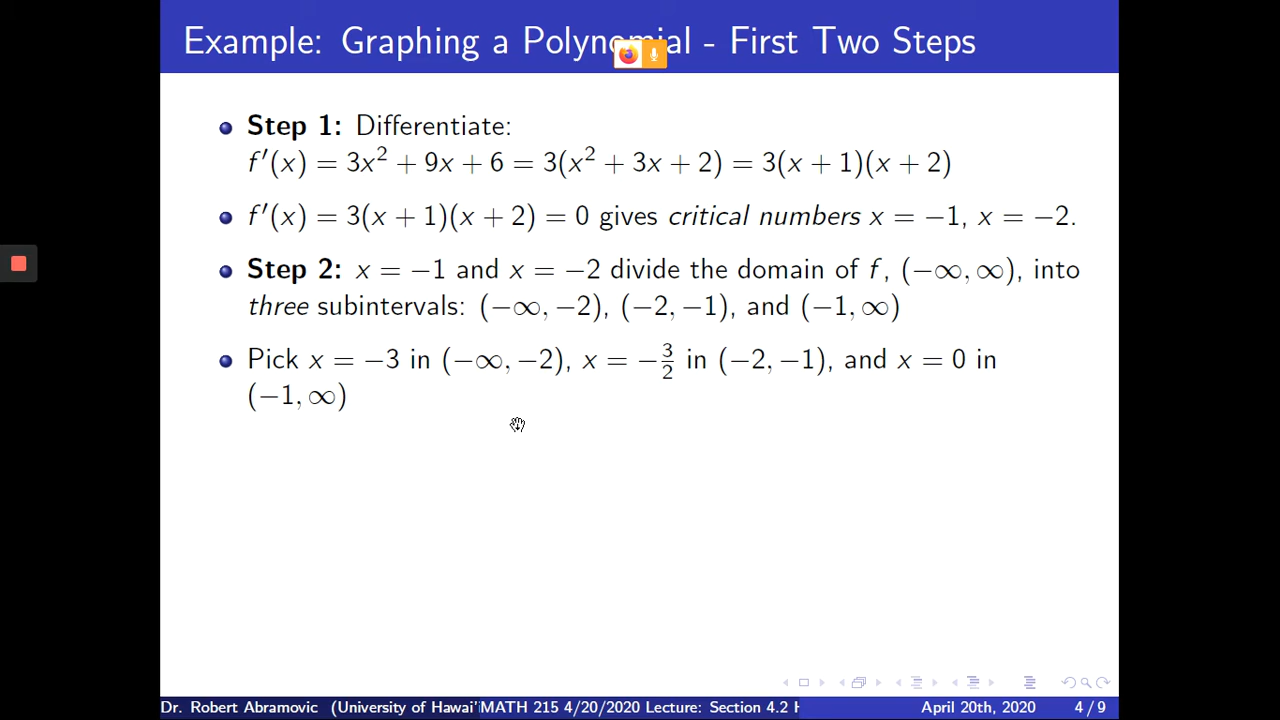 Example: Graphing a Polynomial - First Two Steps
Step 1: Differentiate:
f′(x) = 3x² + 9x + 6 = 3(x² + 3x + 2) = 3(x + 1)(x + 2)
f′(x) = 3(x + 1)(x + 2) = 0 gives critical numbers x = −1, x = −2.
Step 2: x = −1 and x = −2 divide the domain of f, (−∞, ∞), into
three subintervals: (−∞, −2), (−2, −1), and (−1, ∞)
Pick x = −3 in (−∞, −2), x = −3/2 in (−2, −1), and x = 0 in
(−1, ∞)
Dr. Robert Abramovic (University of Hawai'i MATH 215 4/20/2020 Lecture: Section 4.2 April 20th, 2020 4 / 9